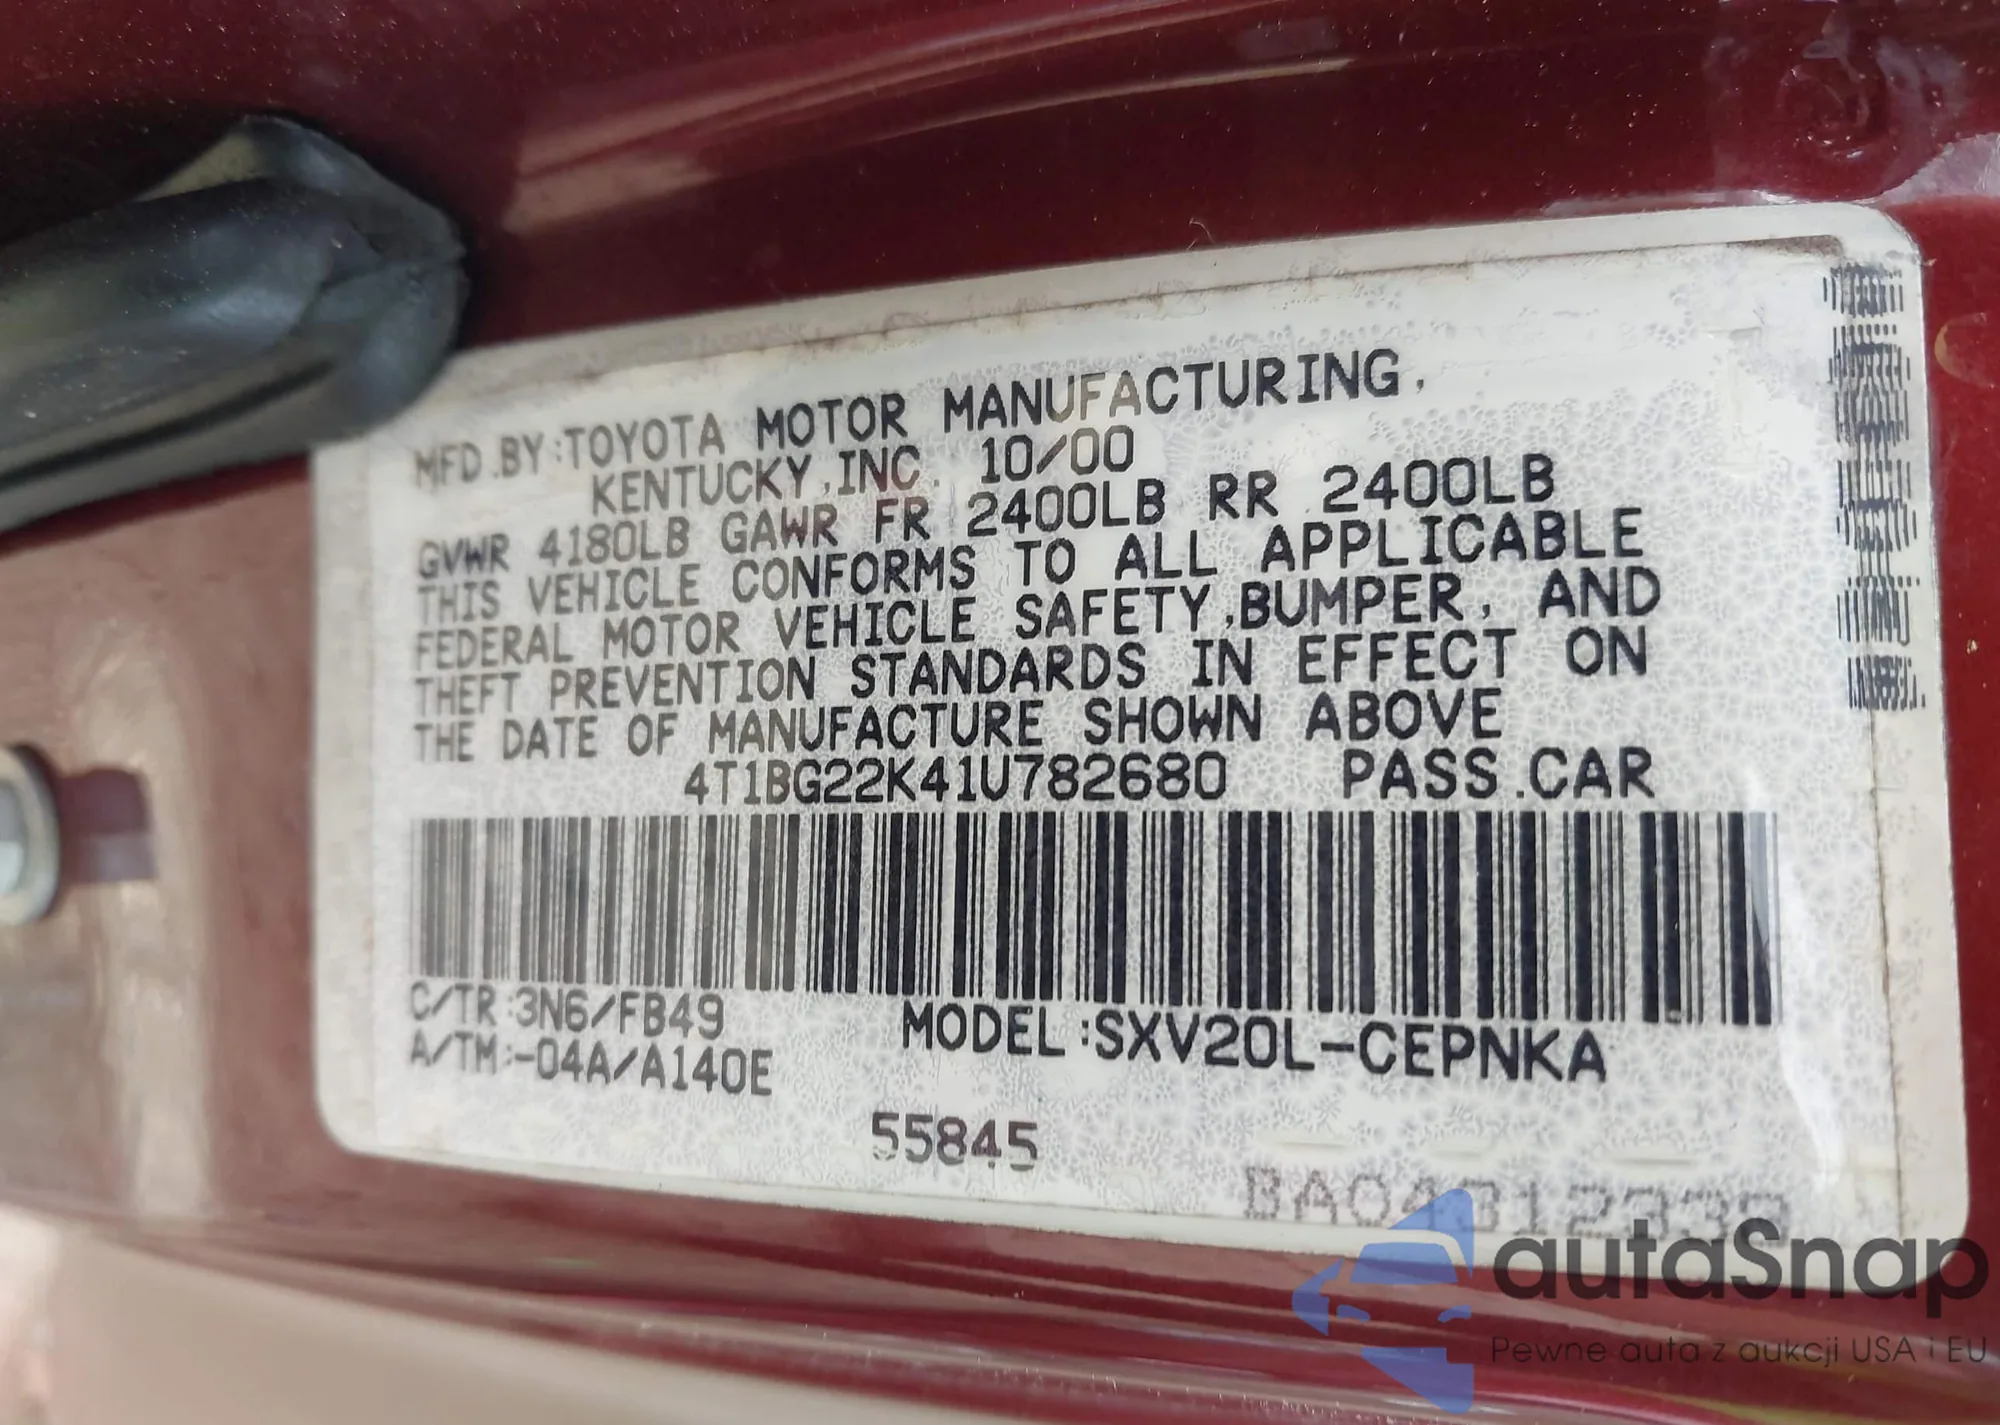 MFD.BY:TOYOTA MOTOR MANUFACTURING,
KENTUCKY,INC. 10/00
GVWR 4180LB GAWR FR 2400LB RR 2400LB
THIS VEHICLE CONFORMS TO ALL APPLICABLE
FEDERAL MOTOR VEHICLE SAFETY,BUMPER, AND
THEFT PREVENTION STANDARDS IN EFFECT ON
THE DATE OF MANUFACTURE SHOWN ABOVE
4T1BG22K41U782680 PASS.CAR
C/TR:3N6/FB49 MODEL:SXV20L-CEPNKA
A/TM:-04A/A140E
55845
autaSnap
Pewne auta z aukcji USA i EU